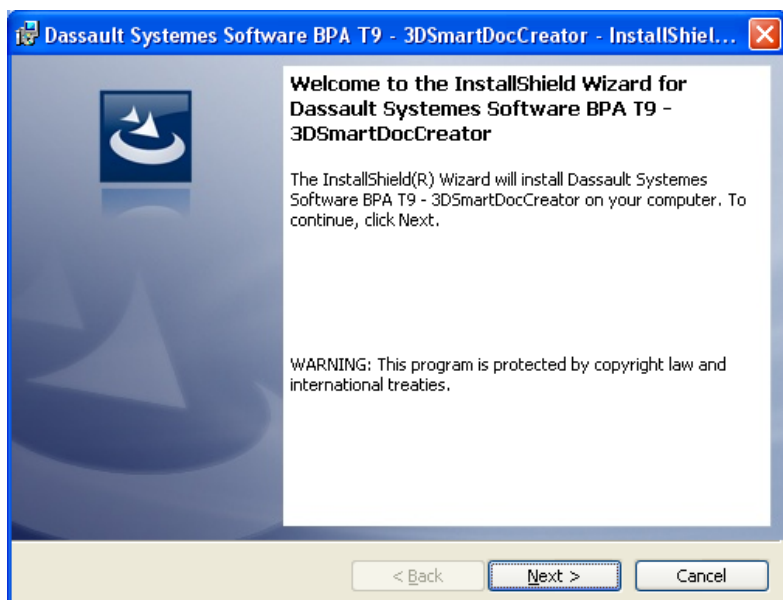 Dassault Systemes Software BPA T9 - 3DSmartDocCreator - InstallShiel...
Welcome to the InstallShield Wizard for
Dassault Systemes Software BPA T9 -
3DSmartDocCreator
The InstallShield(R) Wizard will install Dassault Systemes
Software BPA T9 - 3DSmartDocCreator on your computer. To
continue, click Next.
WARNING: This program is protected by copyright law and
international treaties.
< Back Next > Cancel